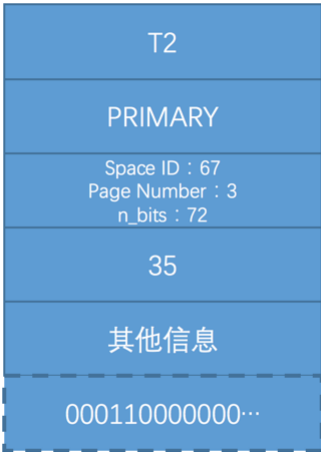 T2
PRIMARY
Space ID：67
Page Number：3
n_bits：72
35
其他信息
000110000000…